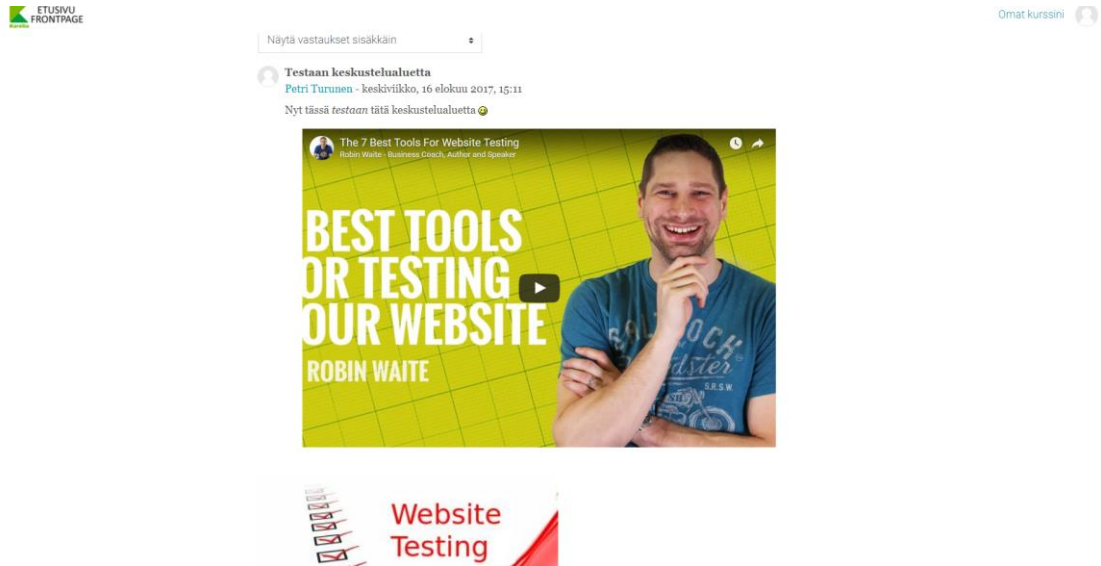 ETUSIVU
FRONTPAGE
Karelia
Omat kurssini
Näytä vastaukset sisäkkäin
Testaan keskustelualuetta
Petri Turunen - keskiviikko, 16 elokuu 2017, 15:11
Nyt tässä testaan tätä keskustelualuetta
The 7 Best Tools For Website Testing
Robin Waite - Business Coach, Author and Speaker
BEST TOOLS
OR TESTING
OUR WEBSITE
ROBIN WAITE
S.R.S.W.
Website
Testing